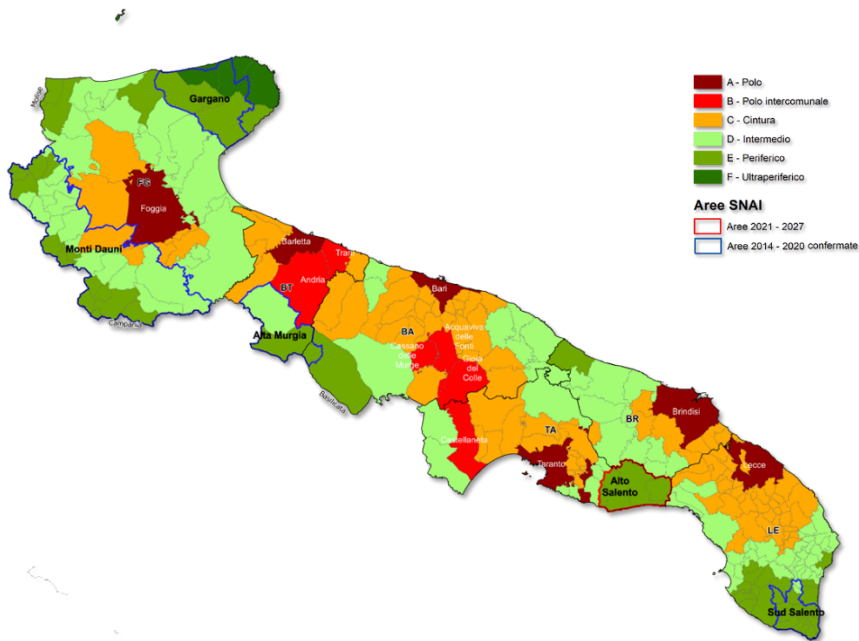 A - Polo
B - Polo intercomunale
C - Cintura
D - Intermedio
E - Periferico
F - Ultraperiferico
Aree SNAI
Aree 2021 - 2027
Aree 2014 - 2020 confermate
Molise
Gargano
FG
Foggia
Monti Dauni
Campania
Barletta
Trani
Andria
BT
Alta Murgia
Basilicata
Bari
BA
Acquaviva
delle
Fonti
Cassano
delle
Murge
Gioia
del
Colle
Castellaneta
TA
Taranto
BR
Brindisi
Alto
Salento
Lecce
LE
Sud Salento